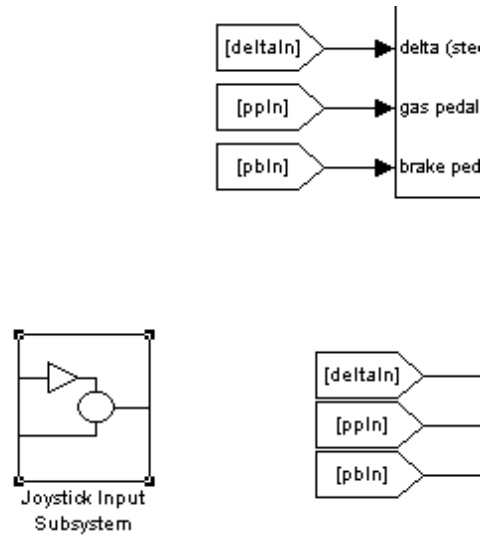 [deltaIn]
delta (stee
[ppIn]
gas pedal
[pbIn]
brake ped
[deltaIn]
[ppIn]
[pbIn]
Joystick Input
Subsystem